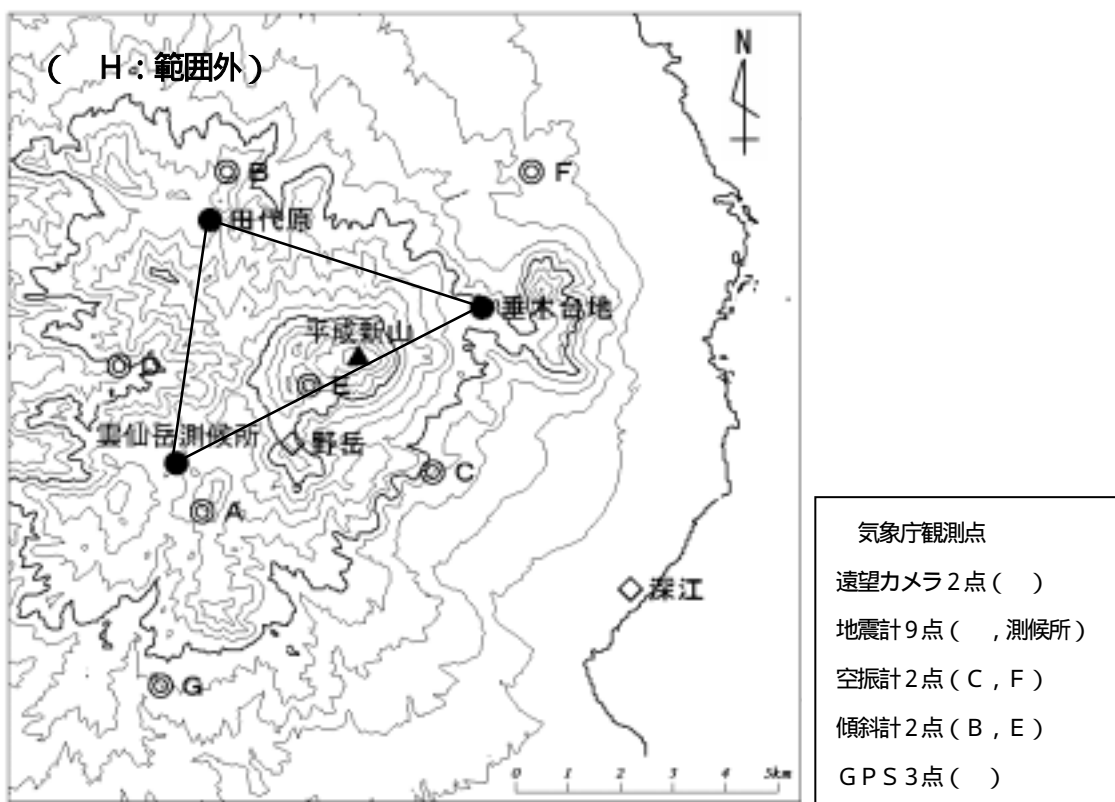 ( H：範囲外)
N
B
F
田代原
垂木台地
平成新山
D
E
雲仙岳測候所
野岳
C
A
深江
G
0 1 2 3 4 5km
気象庁観測点
遠望カメラ2点( )
地震計9点( ,測候所)
空振計2点(C,F)
傾斜計2点(B,E)
GPS3点( )